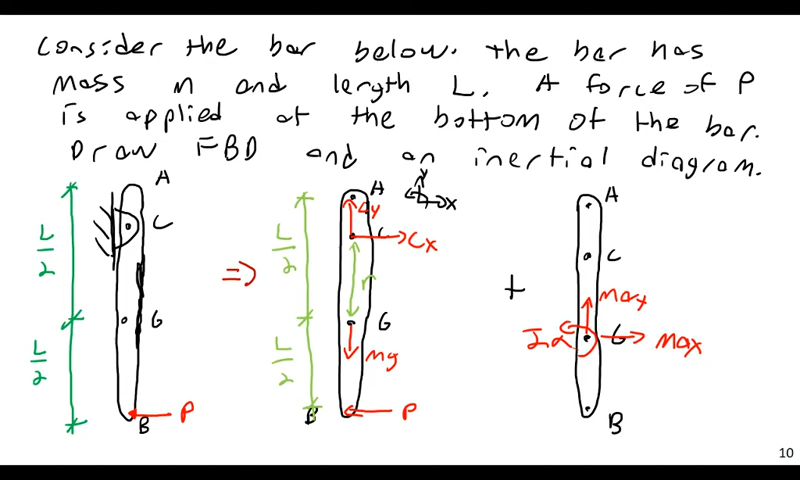 Consider the bar below. the bar has
mass m and length L. A force of P
is applied at the bottom of the bar.
Draw FBD and an inertial diagram.
A
C
L/2
G
L/2
P
B
=>
A
Cy
Y
X
C
Cx
L/2
r
G
L/2
mg
B
P
+
A
C
May
Iα
G
Max
B
10